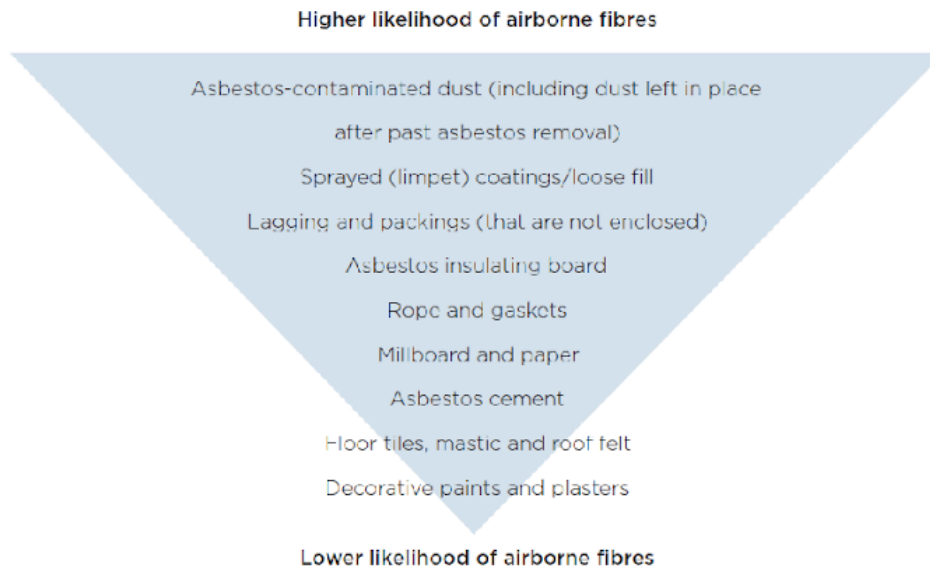 Higher likelihood of airborne fibres
Asbestos-contaminated dust (including dust left in place
after past asbestos removal)
Sprayed (limpet) coatings/loose fill
Lagging and packings (that are not enclosed)
Asbestos insulating board
Rope and gaskets
Millboard and paper
Asbestos cement
Floor tiles, mastic and roof felt
Decorative paints and plasters
Lower likelihood of airborne fibres